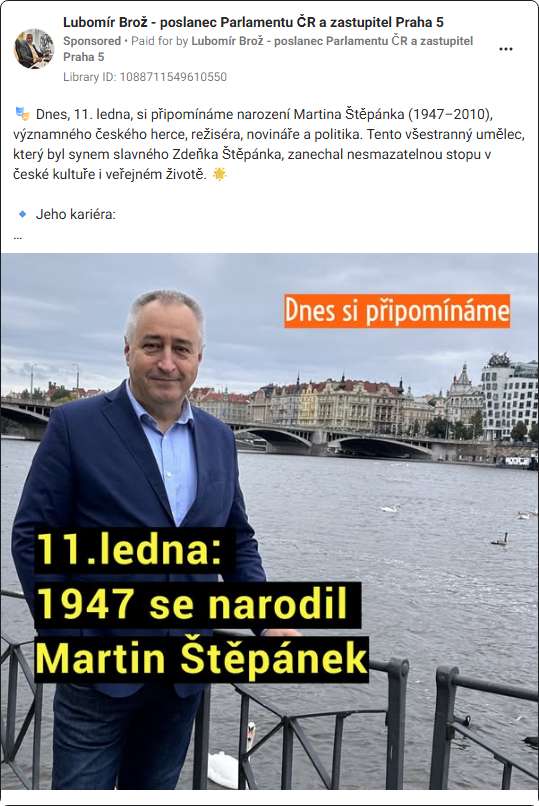 Lubomír Brož - poslanec Parlamentu ČR a zastupitel Praha 5
Sponsored • Paid for by Lubomír Brož - poslanec Parlamentu ČR a zastupitel
Praha 5
Library ID: 1088711549610550
🎭 Dnes, 11. ledna, si připomínáme narození Martina Štěpánka (1947–2010),
významného českého herce, režiséra, novináře a politika. Tento všestranný umělec,
který byl synem slavného Zdeňka Štěpánka, zanechal nesmazatelnou stopu v
české kultuře i veřejném životě. 🌟
🔹 Jeho kariéra:
...
Dnes si připomínáme
11.ledna:
1947 se narodil
Martin Štěpánek